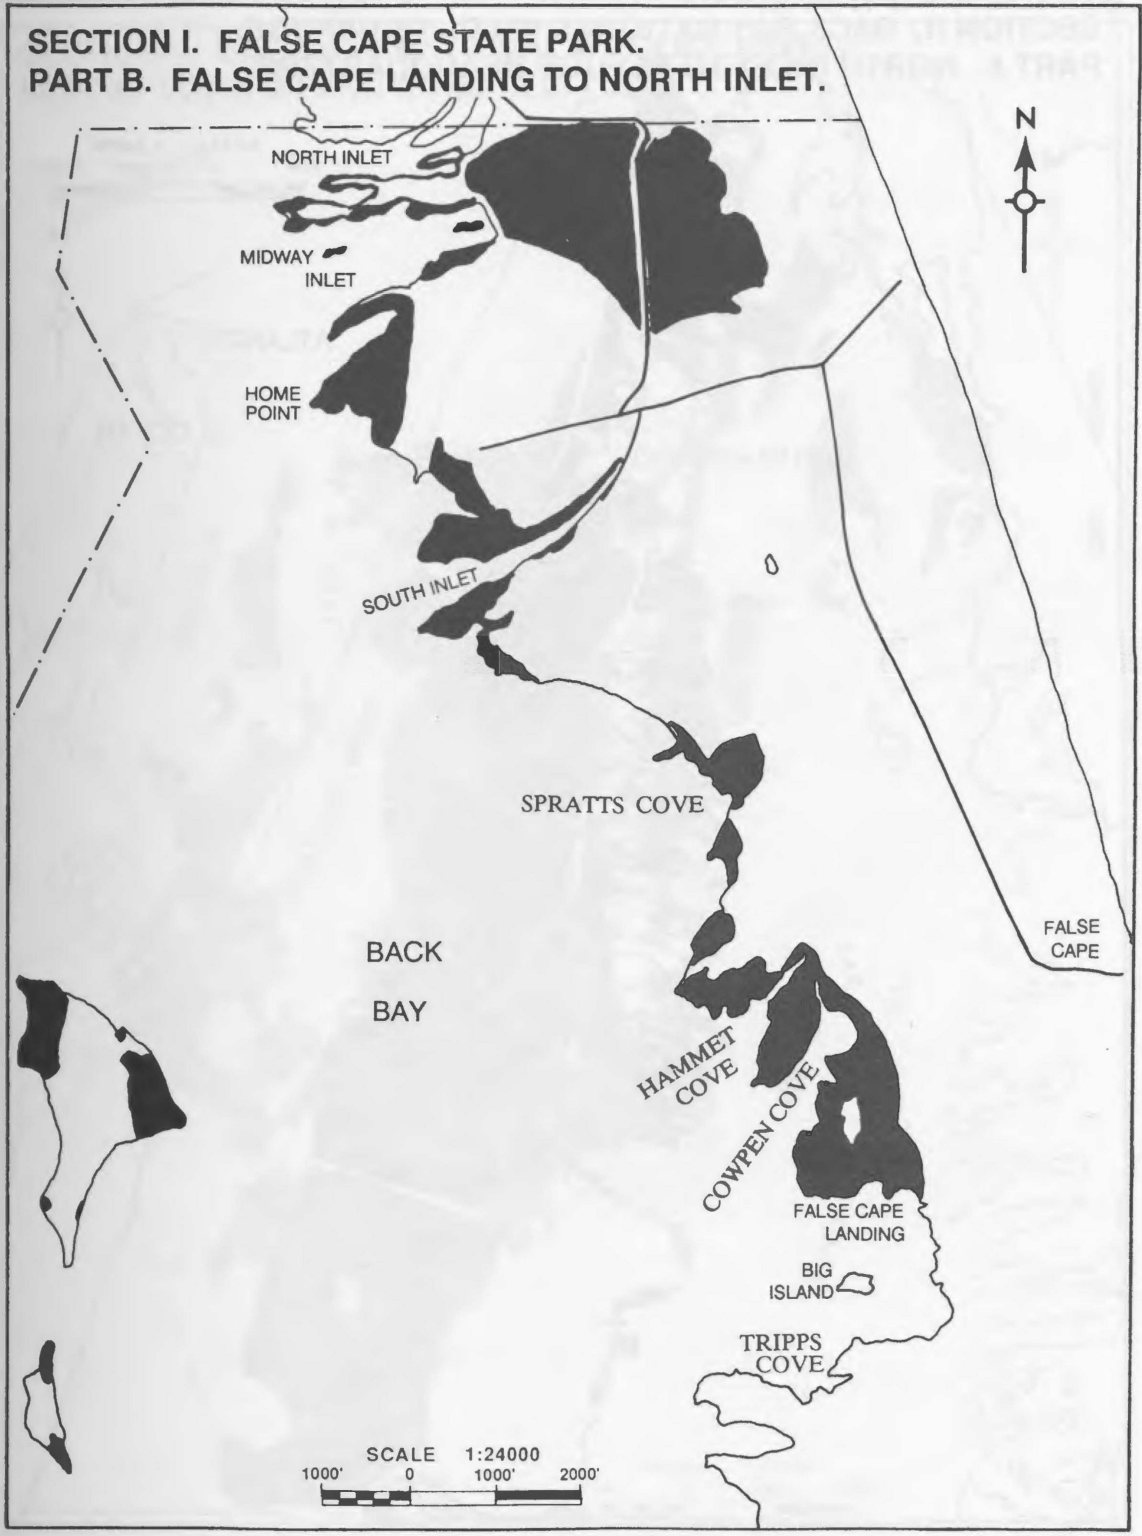 SECTION I. FALSE CAPE STATE PARK.
PART B. FALSE CAPE LANDING TO NORTH INLET.
N
NORTH INLET
MIDWAY
INLET
HOME
POINT
SOUTH INLET
SPRATTS COVE
FALSE
CAPE
BACK
BAY
HAMMET
COVE
COWPEN COVE
FALSE CAPE
LANDING
BIG
ISLAND
TRIPPS
COVE
SCALE 1:24000
1000' 0 1000' 2000'